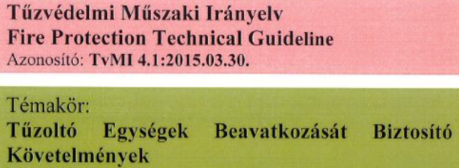 Tűzvédelmi Műszaki Irányelv
Fire Protection Technical Guideline
Azonosító: TvMI 4.1:2015.03.30.
Témakör:
Tűzoltó Egységek Beavatkozását Biztosító
Követelmények